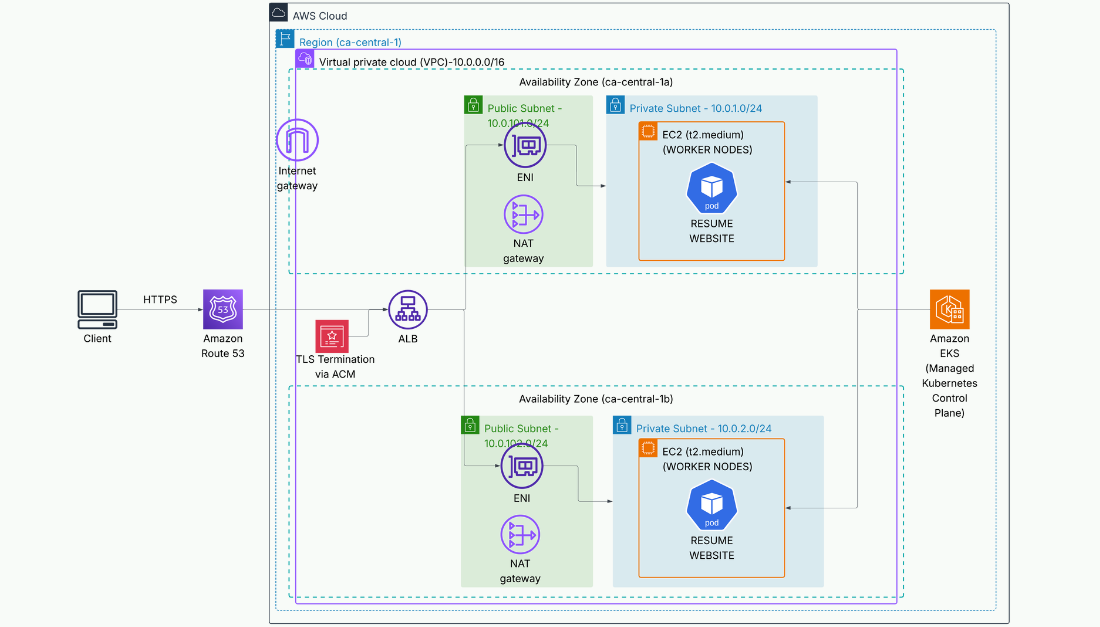 AWS Cloud
Region (ca-central-1)
Virtual private cloud (VPC)-10.0.0.0/16
Availability Zone (ca-central-1a)
Public Subnet -
10.0.101.0/24
ENI
NAT
gateway
Private Subnet - 10.0.1.0/24
EC2 (t2.medium)
(WORKER NODES)
pod
RESUME
WEBSITE
Internet
gateway
Client
HTTPS
53
Amazon
Route 53
TLS Termination
via ACM
ALB
K
Amazon
EKS
(Managed
Kubernetes
Control
Plane)
Availability Zone (ca-central-1b)
Public Subnet -
10.0.102.0/24
ENI
NAT
gateway
Private Subnet - 10.0.2.0/24
EC2 (t2.medium)
(WORKER NODES)
pod
RESUME
WEBSITE